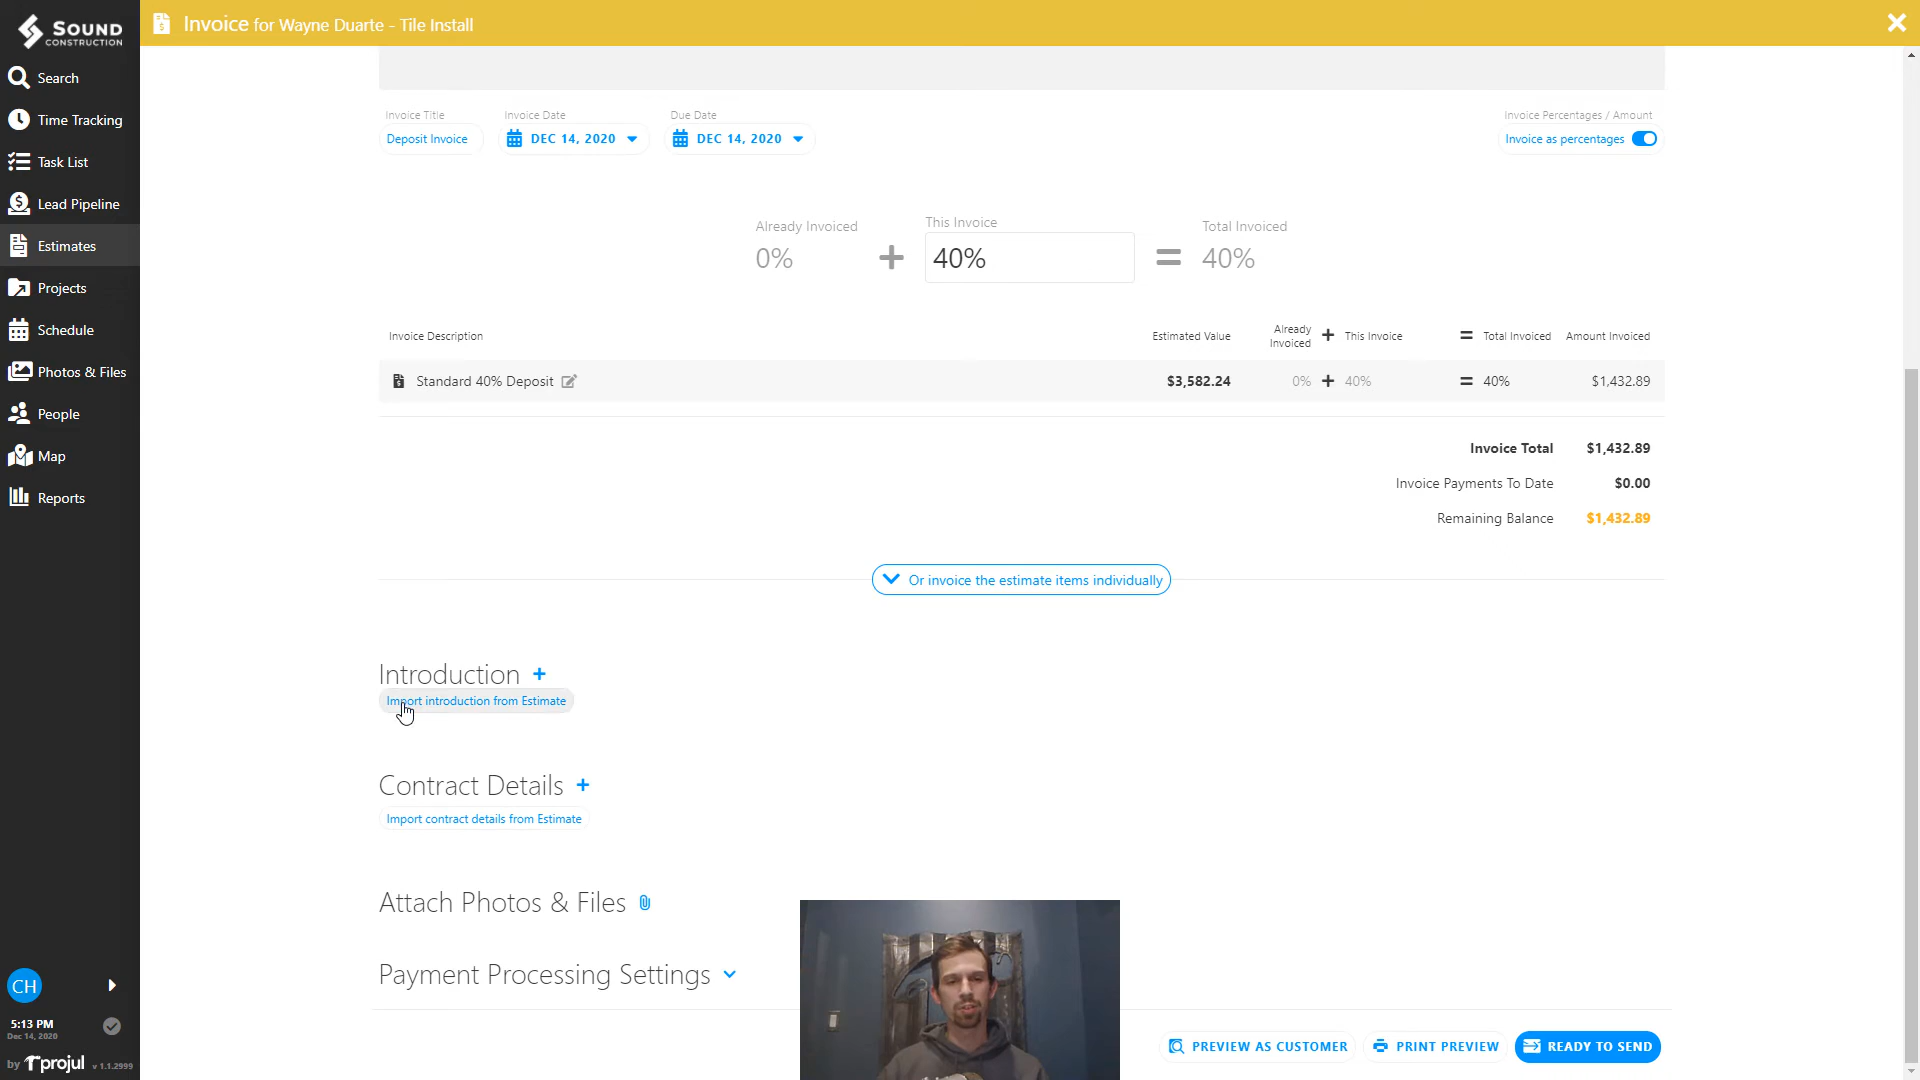 SOUND
CONSTRUCTION
Invoice for Wayne Duarte - Tile Install
Search
Time Tracking
Task List
Lead Pipeline
Estimates
Projects
Schedule
Photos & Files
People
Map
Reports
CH
5:13 PM
Dec 14, 2020
by projul v 1.1.2999
Invoice Title
Deposit Invoice
Invoice Date
DEC 14, 2020
Due Date
DEC 14, 2020
Invoice Percentages / Amount
Invoice as percentages
Already Invoiced
0%
+
This Invoice
40%
=
Total Invoiced
40%
Invoice Description
Estimated Value
Already Invoiced
+
This Invoice
=
Total Invoiced
Amount Invoiced
Standard 40% Deposit
$3,582.24
0% + 40%
= 40%
$1,432.89
Invoice Total $1,432.89
Invoice Payments To Date $0.00
Remaining Balance $1,432.89
Or invoice the estimate items individually
Introduction +
Import introduction from Estimate
Contract Details +
Import contract details from Estimate
Attach Photos & Files
Payment Processing Settings
PREVIEW AS CUSTOMER
PRINT PREVIEW
READY TO SEND